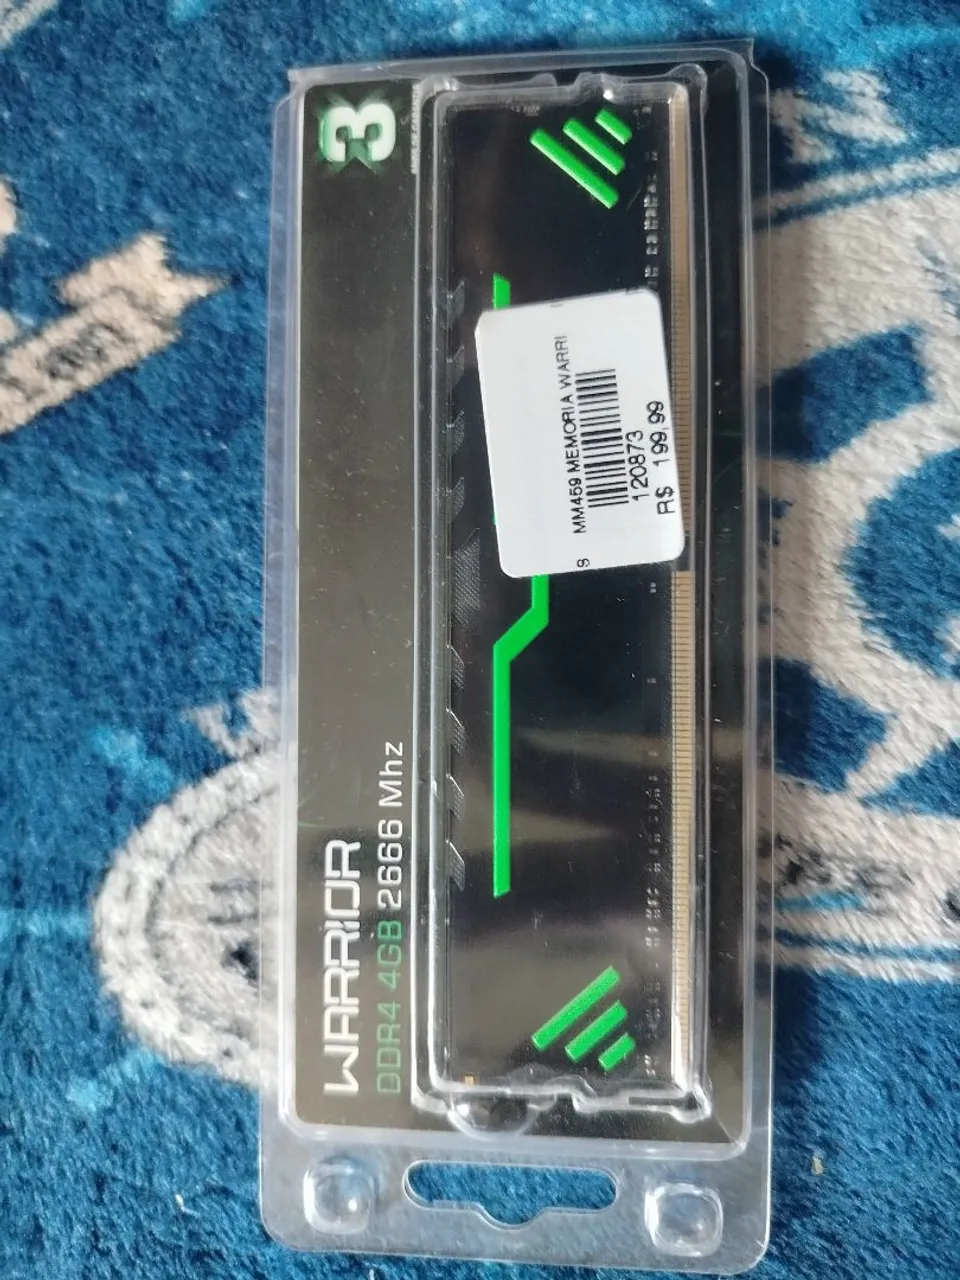 3
WARRIOR
DDR4 4GB 2666 Mhz
MM459 MEMORIA WARRI
S
120873
R$ 199,99